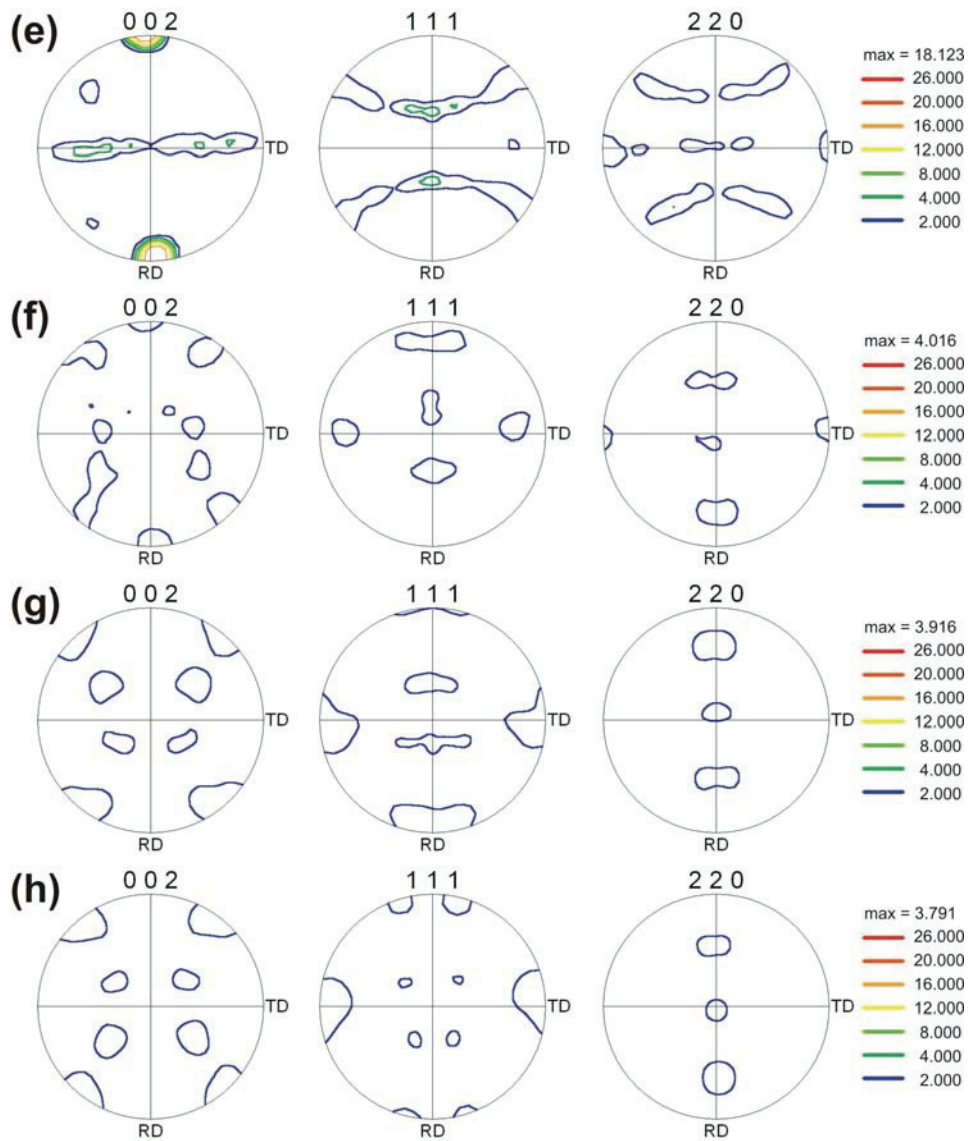 (e)
0 0 2
1 1 1
2 2 0
max = 18.123
26.000
20.000
16.000
12.000
8.000
4.000
2.000
TD
TD
TD
RD
RD
RD
(f)
0 0 2
1 1 1
2 2 0
max = 4.016
26.000
20.000
16.000
12.000
8.000
4.000
2.000
TD
TD
TD
RD
RD
RD
(g)
0 0 2
1 1 1
2 2 0
max = 3.916
26.000
20.000
16.000
12.000
8.000
4.000
2.000
TD
TD
TD
RD
RD
RD
(h)
0 0 2
1 1 1
2 2 0
max = 3.791
26.000
20.000
16.000
12.000
8.000
4.000
2.000
TD
TD
TD
RD
RD
RD